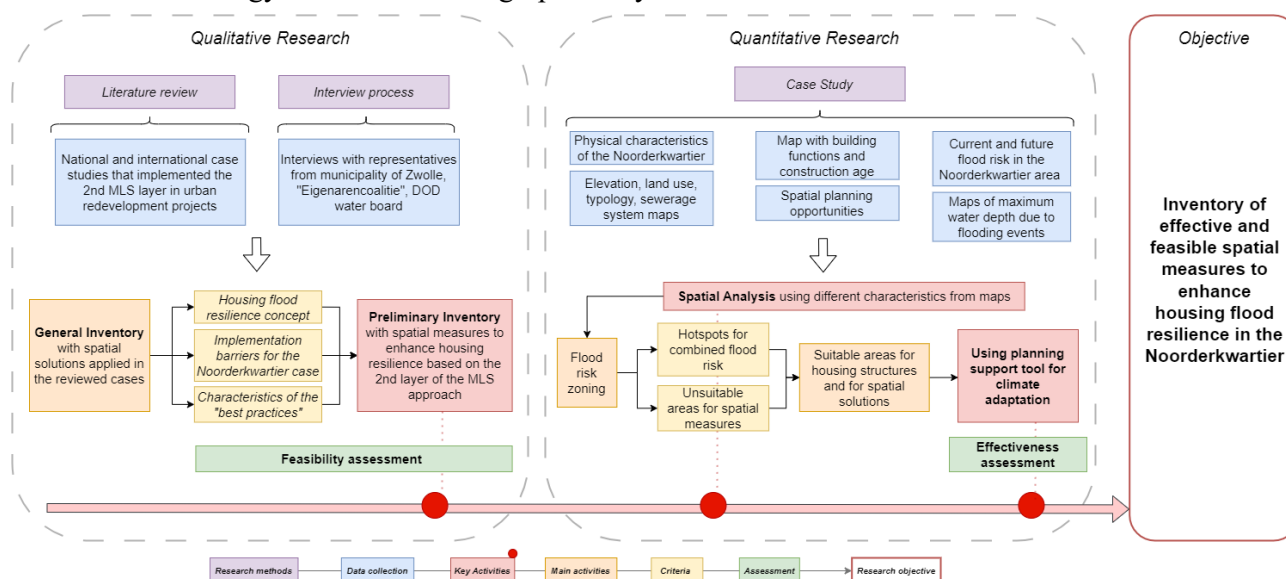 Qualitative Research
Literature review
Interview process
National and international case
studies that implemented the
2nd MLS layer in urban
redevelopment projects
Interviews with representatives
from municipality of Zwolle,
"Eigenarencoalitie", DOD
water board
General Inventory
with spatial
solutions applied in
the reviewed cases
Housing flood
resilience concept
Implementation
barriers for the
Noorderkwartier case
Characteristics of the
"best practices"
Preliminary Inventory
with spatial measures to
enhance housing
resilience based on the
2nd layer of the MLS
approach
Feasibility assessment
Quantitative Research
Case Study
Physical characteristics
of the Noorderkwartier
Elevation, land use,
typology, sewerage
system maps
Map with building
functions and
construction age
Spatial planning
opportunities
Current and future
flood risk in the
Noorderkwartier area
Maps of maximum
water depth due to
flooding events
Spatial Analysis using different characteristics from maps
Flood
risk
zoning
Hotspots for
combined flood
risk
Unsuitable
areas for spatial
measures
Suitable areas for
housing structures
and for spatial
solutions
Using planning
support tool for
climate
adaptation
Effectiveness
assessment
Objective
Inventory of
effective and
feasible spatial
measures to
enhance
housing flood
resilience in the
Noorderkwartier
Research methods
Data collection
Key Activities
Main activities
Criteria
Assessment
Research objective